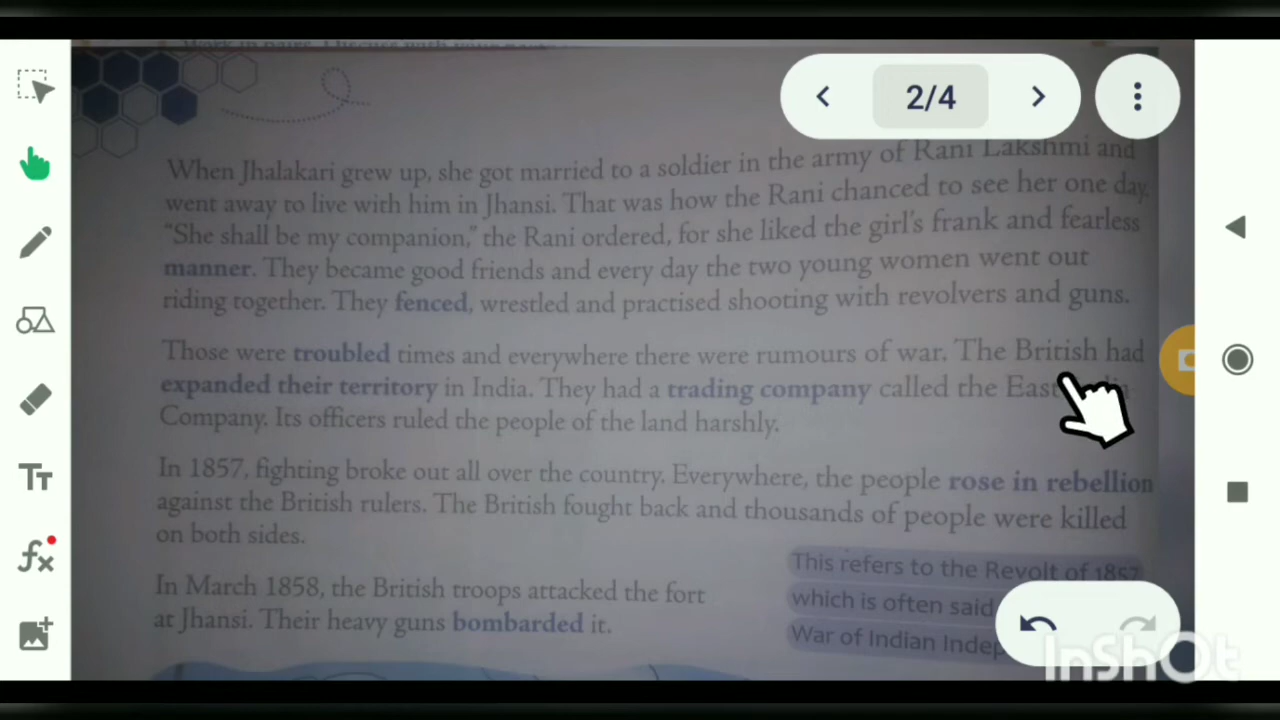 2/4
When Jhalakari grew up, she got married to a soldier in the army of Rani Lakshmi and
went away to live with him in Jhansi. That was how the Rani chanced to see her one day.
“She shall be my companion,” the Rani ordered, for she liked the girl’s frank and fearless
manner. They became good friends and every day the two young women went out
riding together. They fenced, wrestled and practised shooting with revolvers and guns.
Those were troubled times and everywhere there were rumours of war. The British had
expanded their territory in India. They had a trading company called the East
Company. Its officers ruled the people of the land harshly.
In 1857, fighting broke out all over the country. Everywhere, the people rose in rebellion
against the British rulers. The British fought back and thousands of people were killed
on both sides.
In March 1858, the British troops attacked the fort
at Jhansi. Their heavy guns bombarded it.
This refers to the Revolt of 1857
which is often said
War of Indian
Tt
fx
InShOt